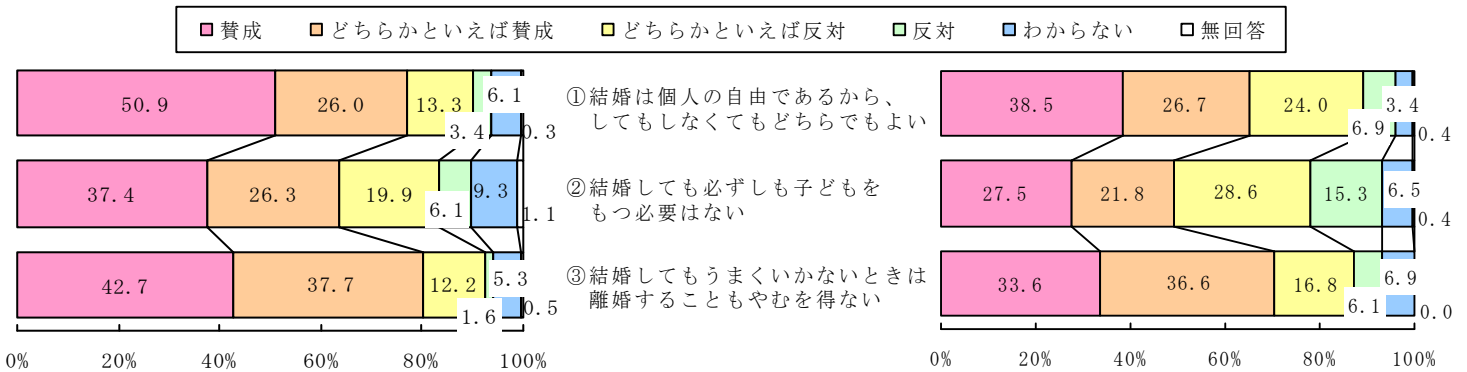 賛成 どちらかといえば賛成 どちらかといえば反対 反対 わからない 無回答
50.9 26.0 13.3 3.4 6.1 0.3
①結婚は個人の自由であるから、
してもしなくてもどちらでもよい
38.5 26.7 24.0 6.9 3.4 0.4
37.4 26.3 19.9 6.1 9.3 1.1
②結婚しても必ずしも子どもを
もつ必要はない
27.5 21.8 28.6 15.3 6.5 0.4
42.7 37.7 12.2 1.6 5.3 0.5
③結婚してもうまくいかないときは
離婚することもやむを得ない
33.6 36.6 16.8 6.1 6.9 0.0
0% 20% 40% 60% 80% 100%
0% 20% 40% 60% 80% 100%